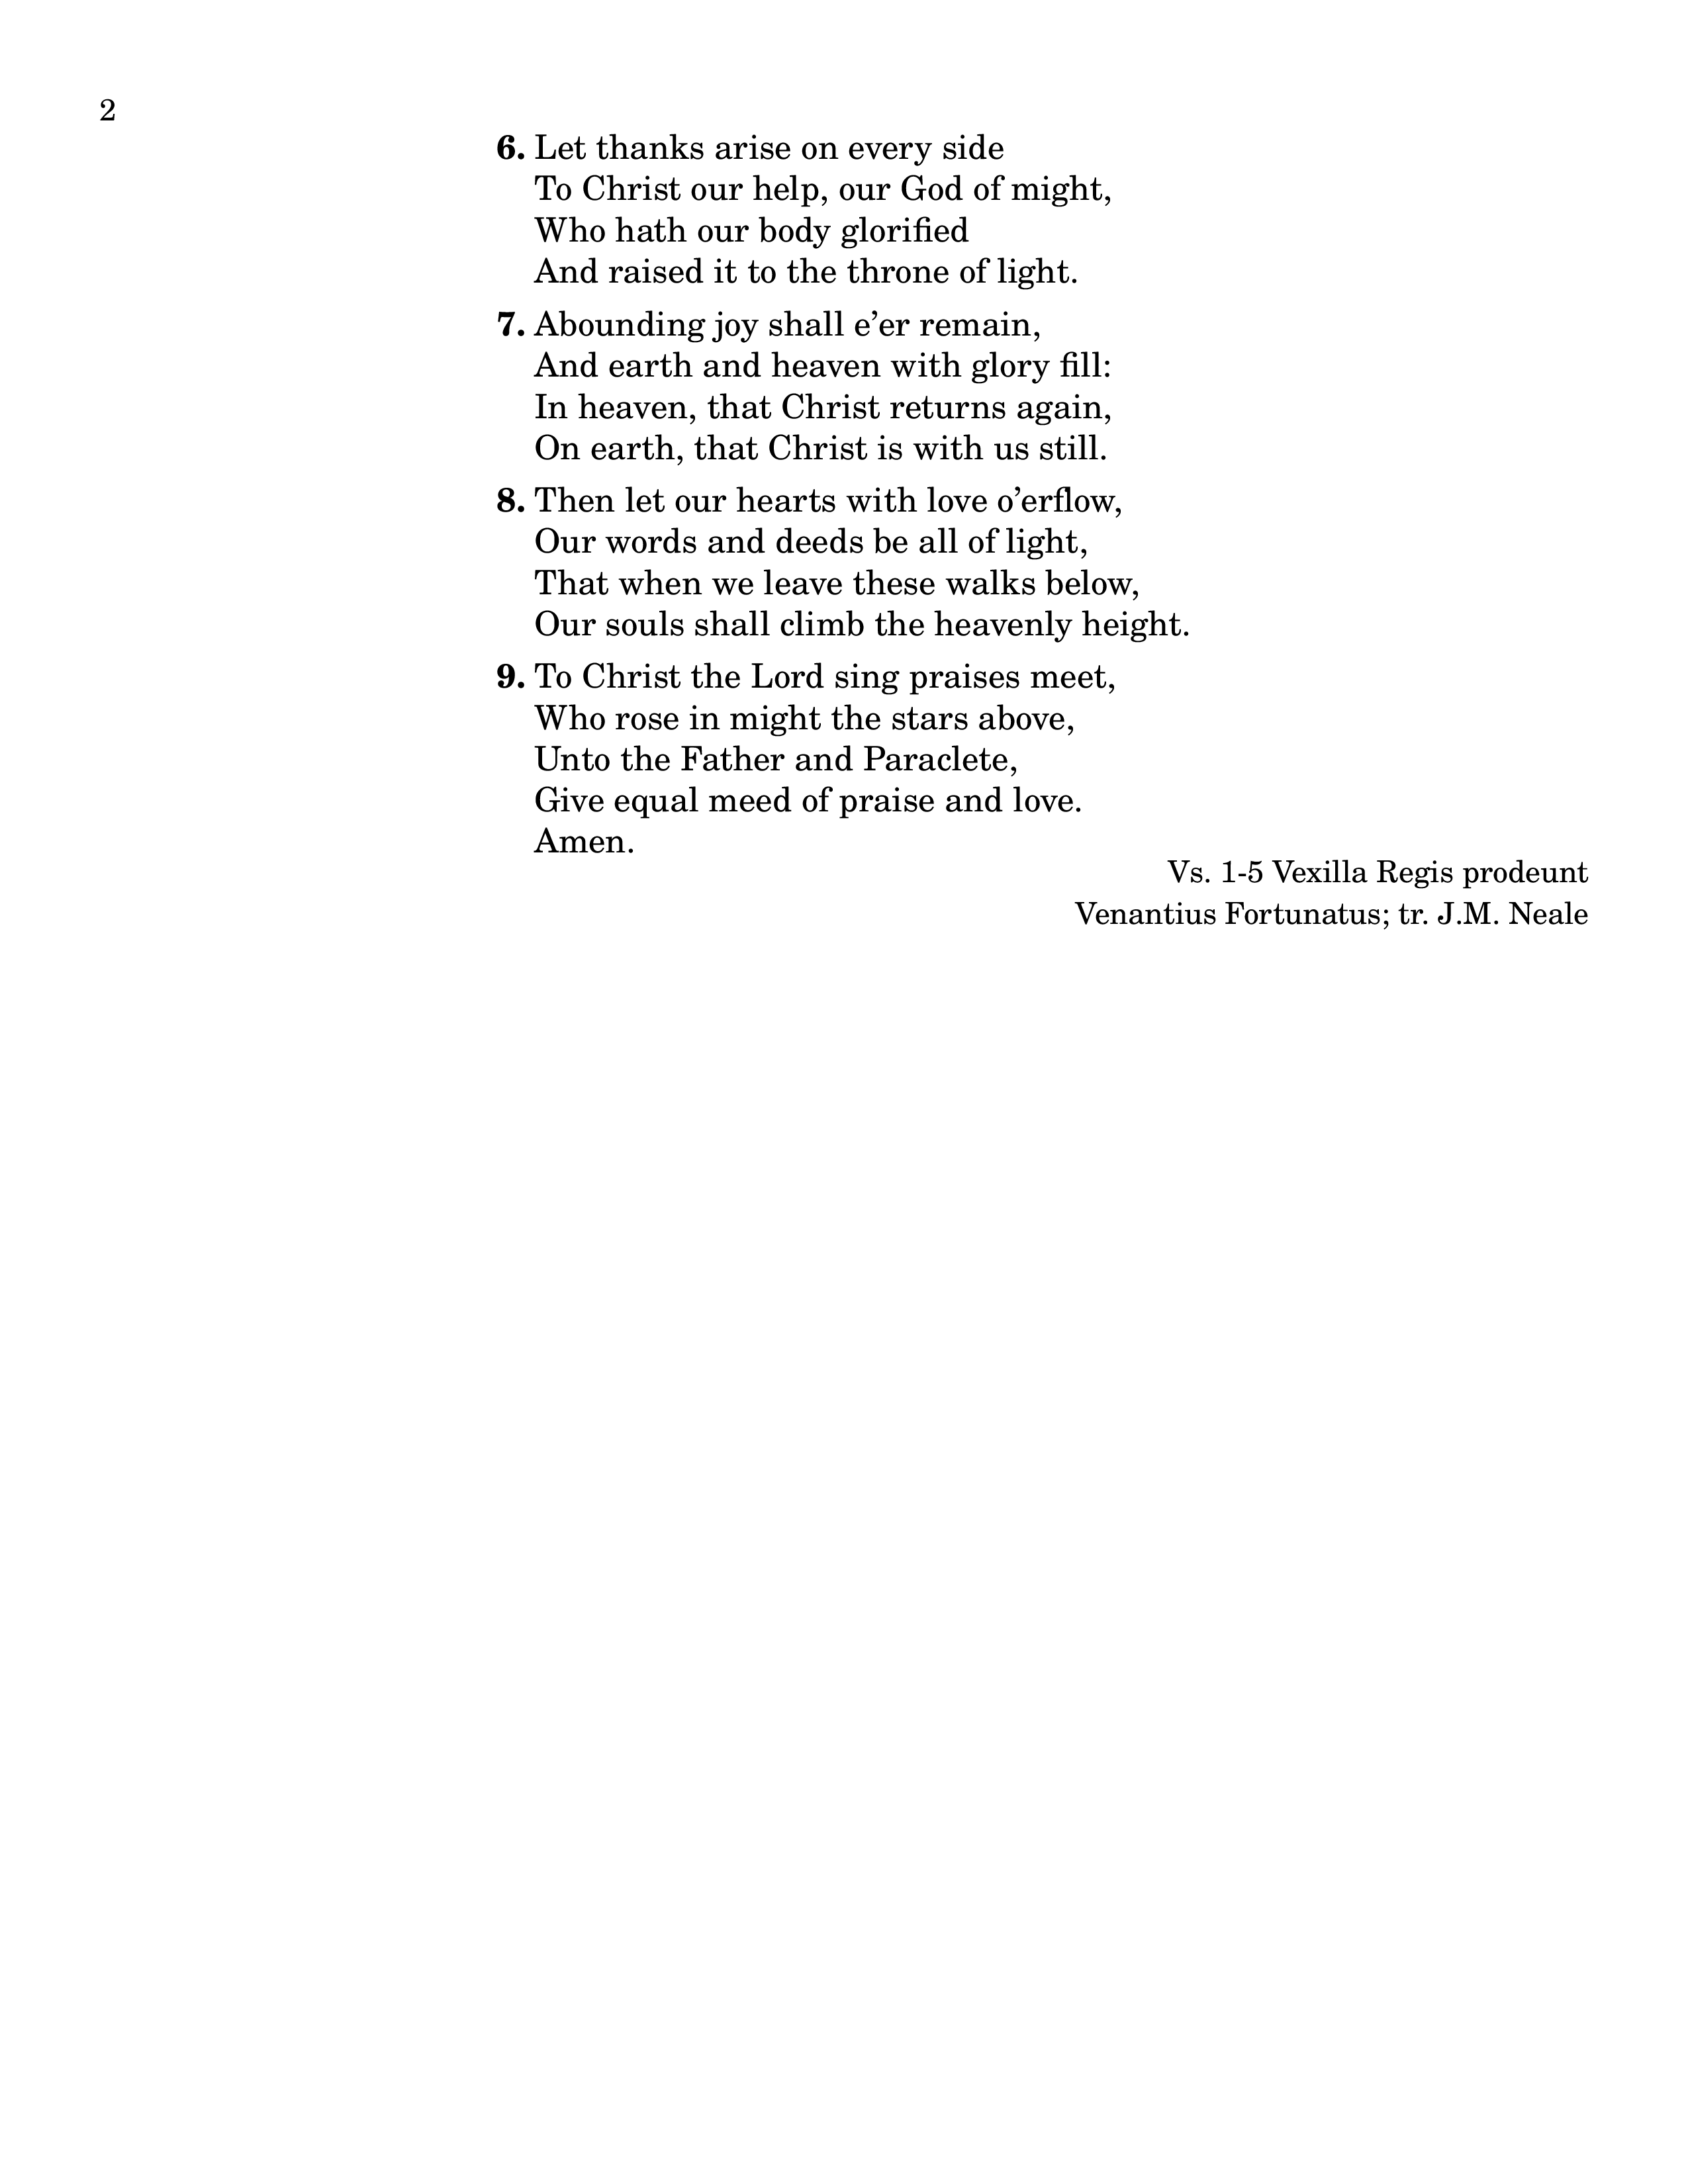 2
6. Let thanks arise on every side
To Christ our help, our God of might,
Who hath our body glorified
And raised it to the throne of light.
7. Abounding joy shall e’er remain,
And earth and heaven with glory fill:
In heaven, that Christ returns again,
On earth, that Christ is with us still.
8. Then let our hearts with love o’erflow,
Our words and deeds be all of light,
That when we leave these walks below,
Our souls shall climb the heavenly height.
9. To Christ the Lord sing praises meet,
Who rose in might the stars above,
Unto the Father and Paraclete,
Give equal meed of praise and love.
Amen.
Vs. 1-5 Vexilla Regis prodeunt
Venantius Fortunatus; tr. J.M. Neale